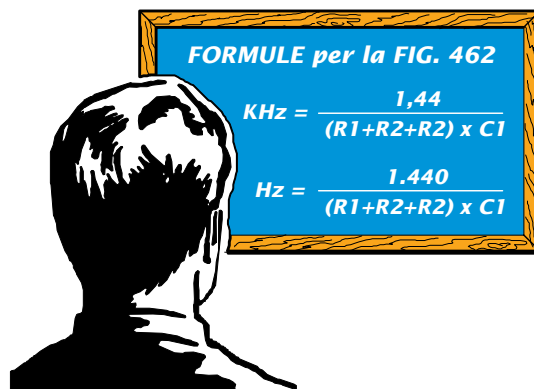 FORMULE per la FIG. 462
KHz = 1,44
(R1+R2+R2) x C1
Hz = 1.440
(R1+R2+R2) x C1